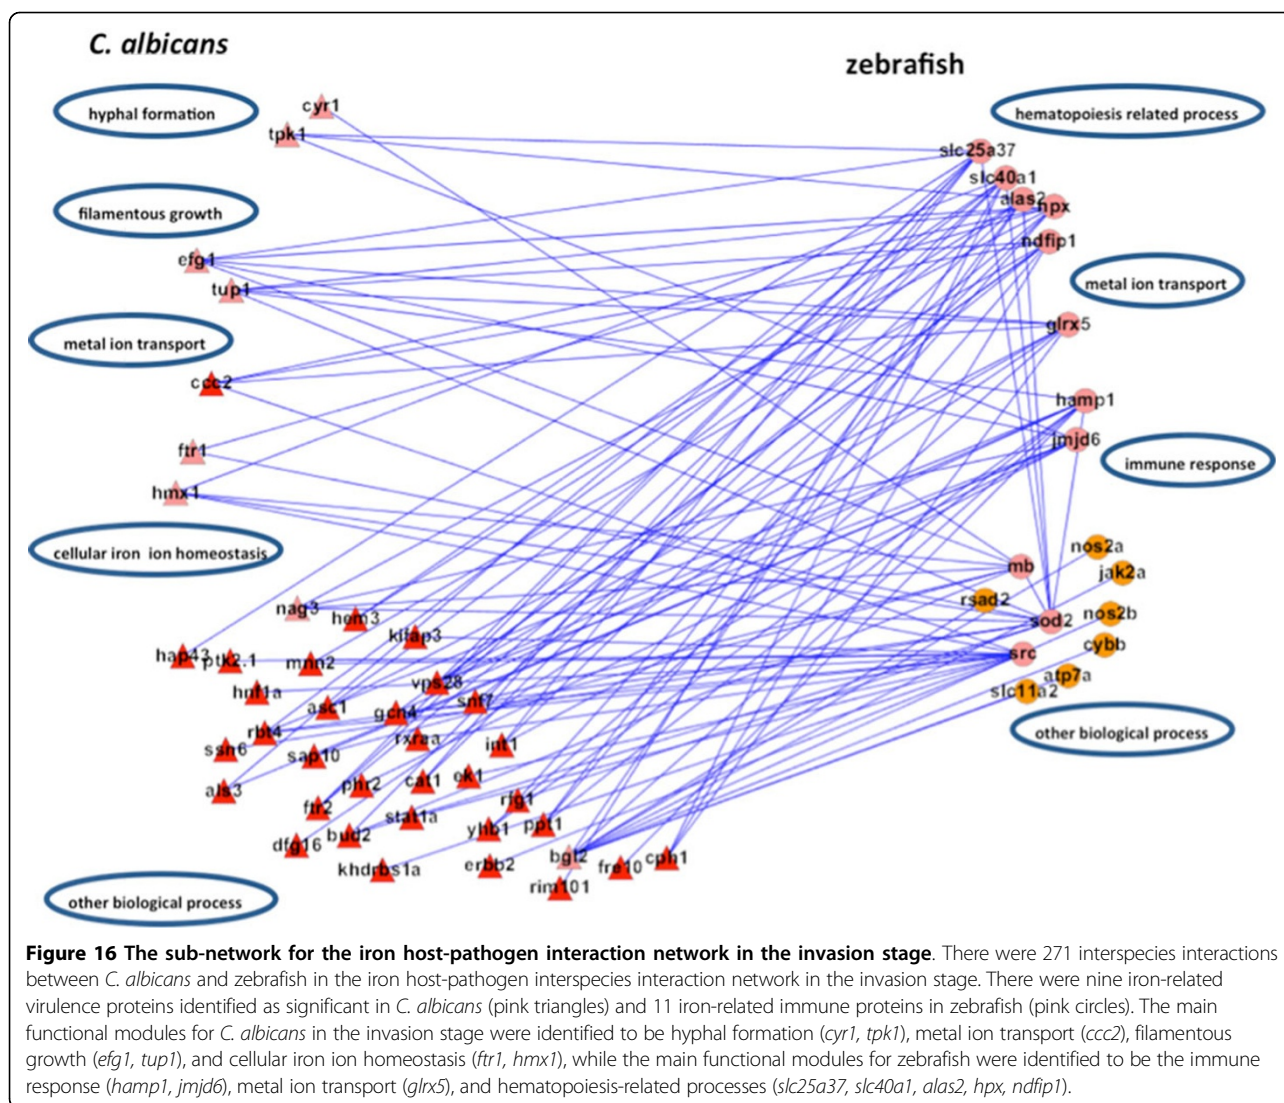 C. albicans
zebrafish
hyphal formation
cyr1
tpk1
hematopoiesis related process
slc25a37
slc40a1
alas2
hpx
ndfip1
filamentous growth
efg1
tup1
metal ion transport
glrx5
metal ion transport
ccc2
hamp1
jmjd6
ftr1
immune response
hmx1
cellular iron ion homeostasis
nos2a
mb
jak2a
rsad2
nos2b
sod2
cybb
src
atp7a
slc11a2
other biological process
nag3
hem3
hap43
ptk2.1
mnn2
vps28
hnf1a
asc1
gcn4
snf7
rbt4
ssn6
sap10
int1
als3
phr2
cat1
ek1
ftr2
stat1a
rfg1
dfg16
bud2
yhb1
ppt1
khdrbs1a
erbb2
bgl2
fre10
cph1
rim101
other biological process
Figure 16 The sub-network for the iron host-pathogen interaction network in the invasion stage. There were 271 interspecies interactions
between C. albicans and zebrafish in the iron host-pathogen interspecies interaction network in the invasion stage. There were nine iron-related
virulence proteins identified as significant in C. albicans (pink triangles) and 11 iron-related immune proteins in zebrafish (pink circles). The main
functional modules for C. albicans in the invasion stage were identified to be hyphal formation (cyr1, tpk1), metal ion transport (ccc2), filamentous
growth (efg1, tup1), and cellular iron ion homeostasis (ftr1, hmx1), while the main functional modules for zebrafish were identified to be the immune
response (hamp1, jmjd6), metal ion transport (glrx5), and hematopoiesis-related processes (slc25a37, slc40a1, alas2, hpx, ndfip1).